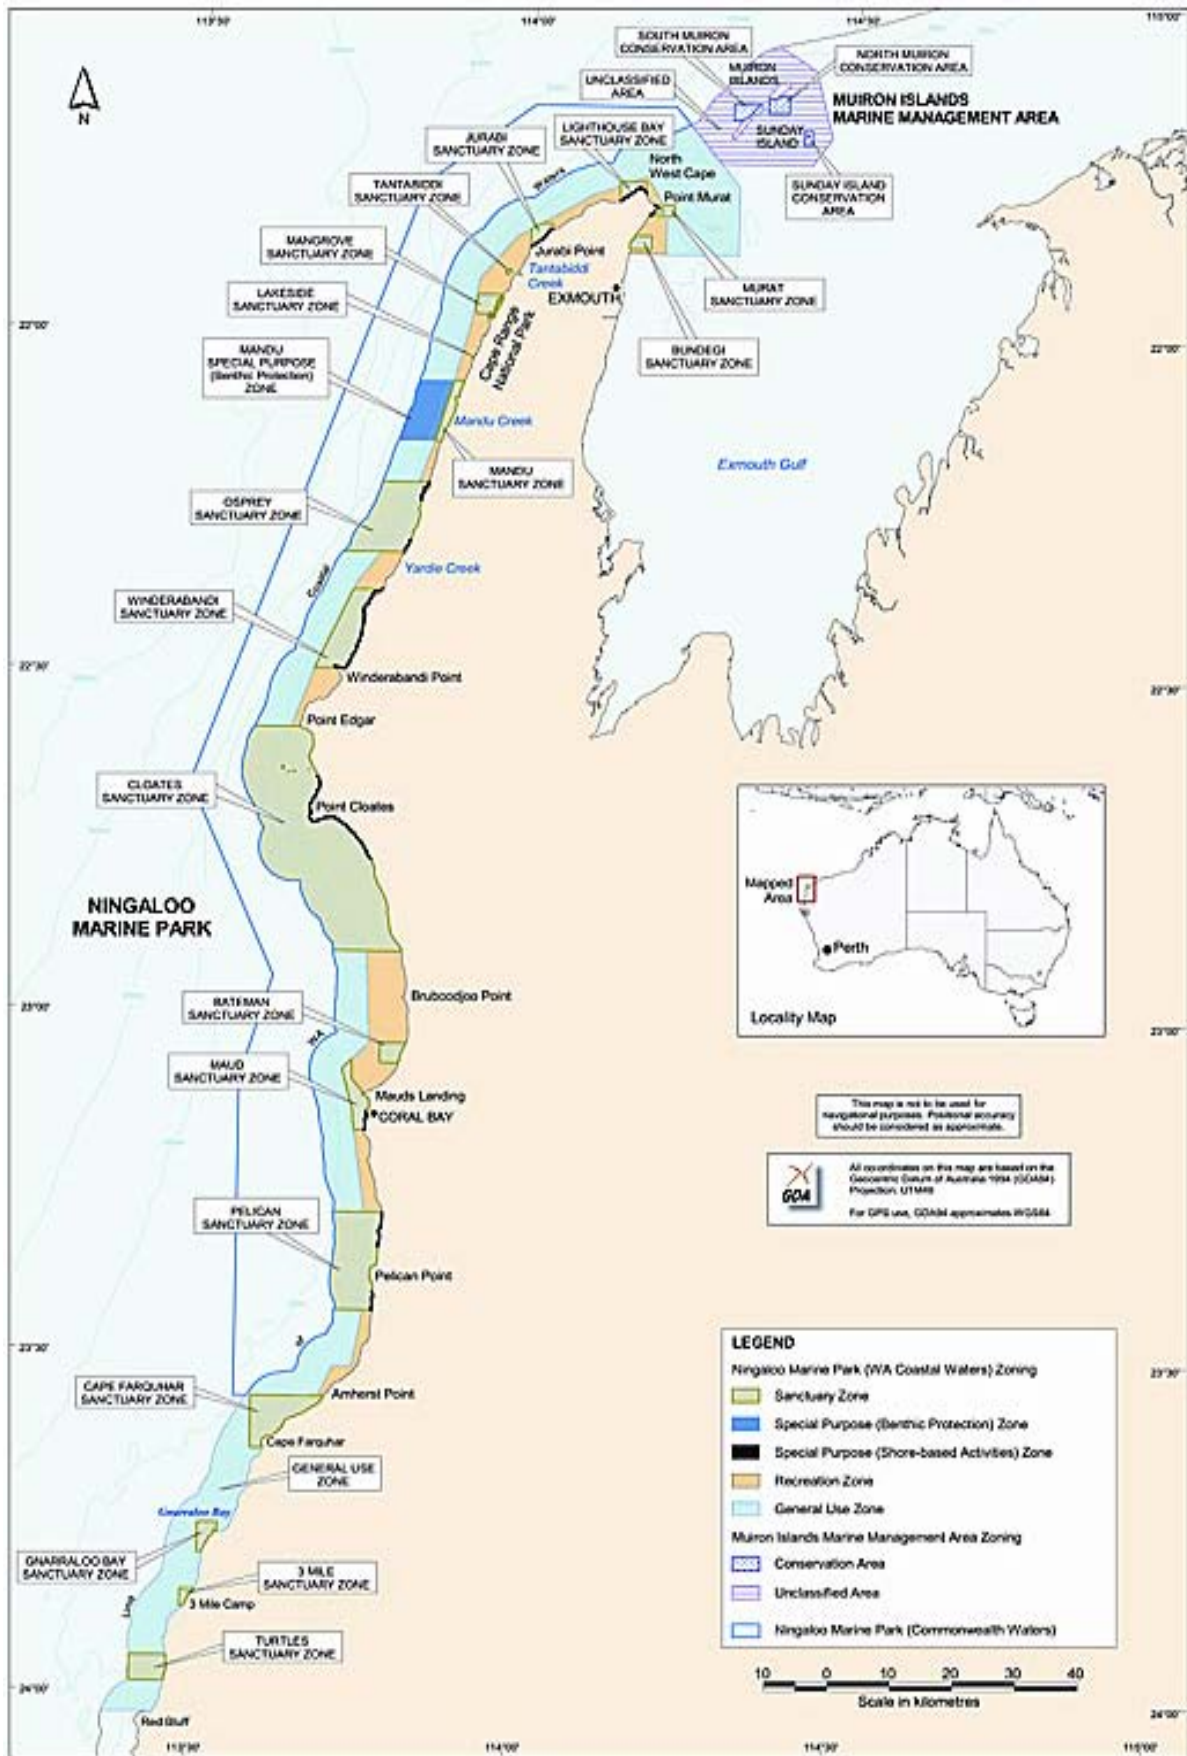 113°30'
114°00'
114°30'
115°00'
N
SOUTH MUIRON
CONSERVATION AREA
NORTH MUIRON
CONSERVATION AREA
MUIRON
ISLANDS
UNCLASSIFIED
AREA
MUIRON ISLANDS
MARINE MANAGEMENT AREA
SUNDAY
ISLAND
SUNDAY ISLAND
CONSERVATION
AREA
LIGHTHOUSE BAY
SANCTUARY ZONE
JURABI
SANCTUARY ZONE
North
West Cape
Waters
Point Murat
TANTABIDDI
SANCTUARY ZONE
MANGROVE
SANCTUARY ZONE
Jurabi Point
Tantabiddi
Creek
LAKESIDE
SANCTUARY ZONE
EXMOUTH
MURAT
SANCTUARY ZONE
22°00'
22°00'
Cape Range
National Park
BUNDEGI
SANCTUARY ZONE
MANDU
SPECIAL PURPOSE
(Benthic Protection)
ZONE
Mandu Creek
MANDU
SANCTUARY ZONE
Exmouth Gulf
OSPREY
SANCTUARY ZONE
Yardie Creek
Coastal
WINDERABANDI
SANCTUARY ZONE
22°30'
22°30'
Winderabandi Point
Point Edgar
CLOATES
SANCTUARY ZONE
Point Cloates
NINGALOO
MARINE PARK
Mapped
Area
Perth
Locality Map
BATEMAN
SANCTUARY ZONE
Bruboodjoo Point
23°00'
23°00'
WA
MAUD
SANCTUARY ZONE
Mauds Landing
CORAL BAY
This map is not to be used for
navigational purposes. Positional accuracy
should be considered as approximate.
GDA
All co-ordinates on this map are based on the
Geocentric Datum of Australia 1994 (GDA94)
Projection: UTM49
For GPS use, GDA94 approximates WGS84
PELICAN
SANCTUARY ZONE
Pelican Point
of
23°30'
23°30'
CAPE FARQUHAR
SANCTUARY ZONE
Amherst Point
Cape Farquhar
GENERAL USE
ZONE
Gnarraloo Bay
GNARRALOO BAY
SANCTUARY ZONE
3 MILE
SANCTUARY ZONE
3 Mile Camp
Limit
TURTLES
SANCTUARY ZONE
24°00'
24°00'
Red Bluff
LEGEND
Ningaloo Marine Park (WA Coastal Waters) Zoning
Sanctuary Zone
Special Purpose (Benthic Protection) Zone
Special Purpose (Shore-based Activities) Zone
Recreation Zone
General Use Zone
Muiron Islands Marine Management Area Zoning
Conservation Area
Unclassified Area
Ningaloo Marine Park (Commonwealth Waters)
10 0 10 20 30 40
Scale in kilometres
113°30'
114°00'
114°30'
115°00'